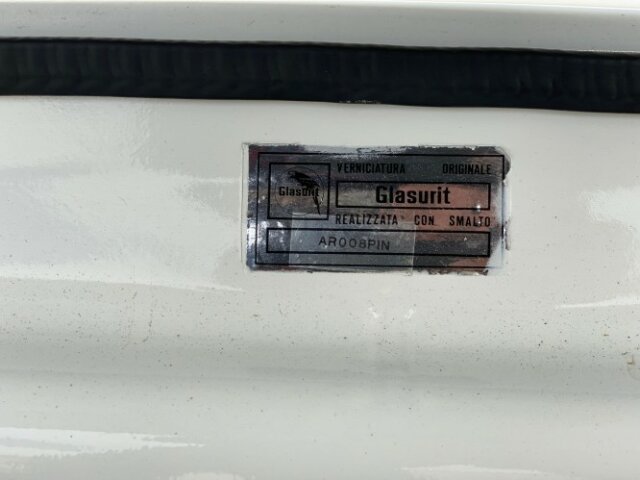 VERNICIATURA ORIGINALE
Glasurit
Glasurit
REALIZZATA CON SMALTO
AR008PIN